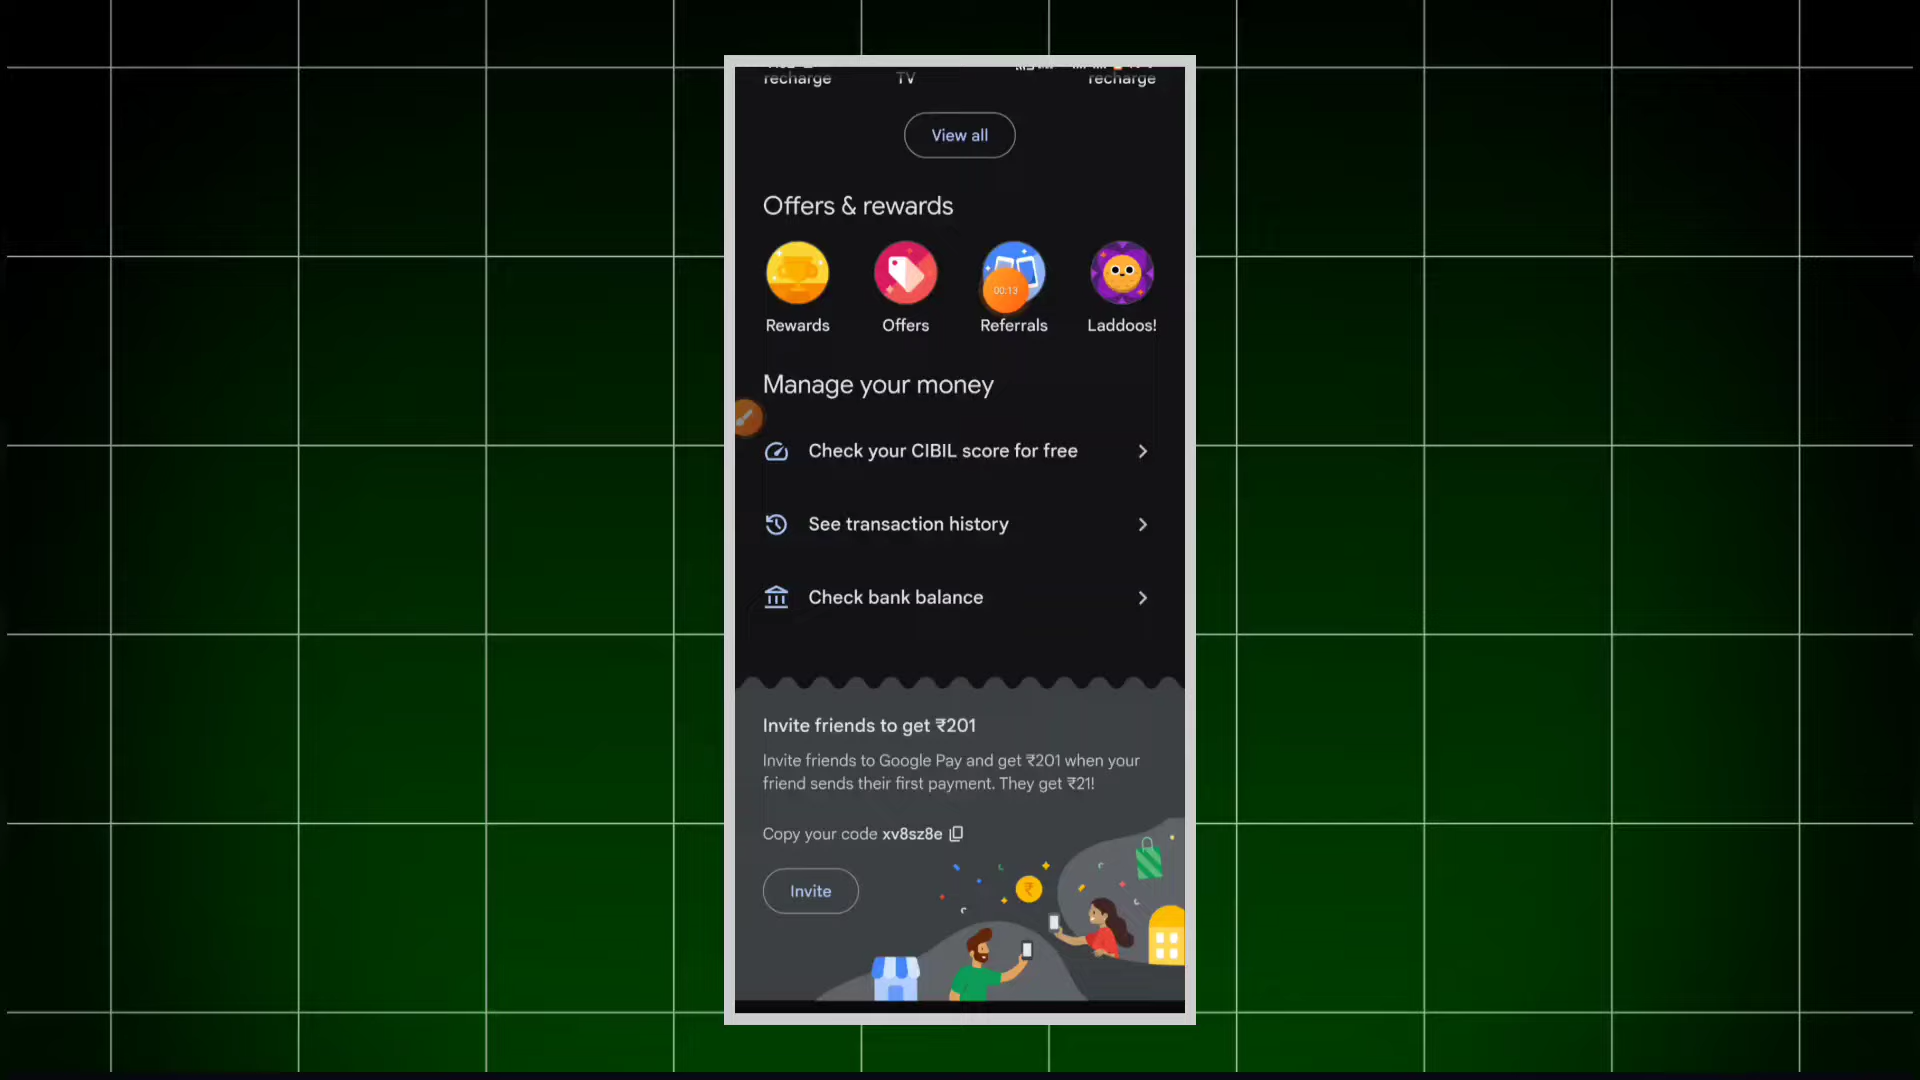 recharge TV recharge
View all
Offers & rewards
00:13
Rewards Offers Referrals Laddoos!
Manage your money
Check your CIBIL score for free
See transaction history
Check bank balance
Invite friends to get ₹201
Invite friends to Google Pay and get ₹201 when your
friend sends their first payment. They get ₹21!
Copy your code xv8sz8e
Invite